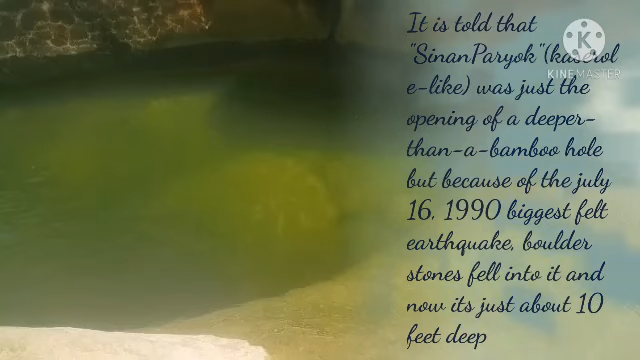 It is told that
"SinanParyok"(kaserol
e-like) was just the
opening of a deeper-
than-a-bamboo hole
but because of the july
16, 1990 biggest felt
earthquake, boulder
stones fell into it and
now its just about 10
feet deep
KINEMASTER